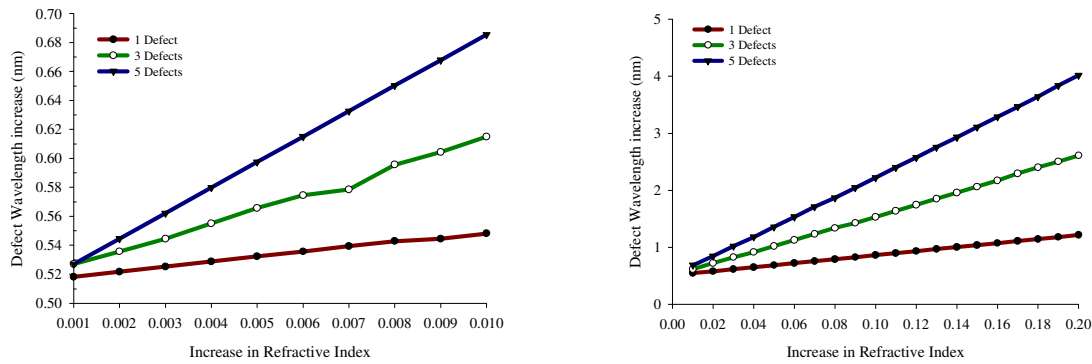 0.70
0.68
0.66
0.64
0.62
0.60
0.58
0.56
0.54
0.52
0.50
Defect Wavelength increase (nm)
1 Defect
3 Defects
5 Defects
0.001 0.002 0.003 0.004 0.005 0.006 0.007 0.008 0.009 0.010
Increase in Refractive Index
5
4
3
2
1
0
Defect Wavelength increase (nm)
1 Defect
3 Defects
5 Defects
0.00 0.02 0.04 0.06 0.08 0.10 0.12 0.14 0.16 0.18 0.20
Increase in Refractive Index